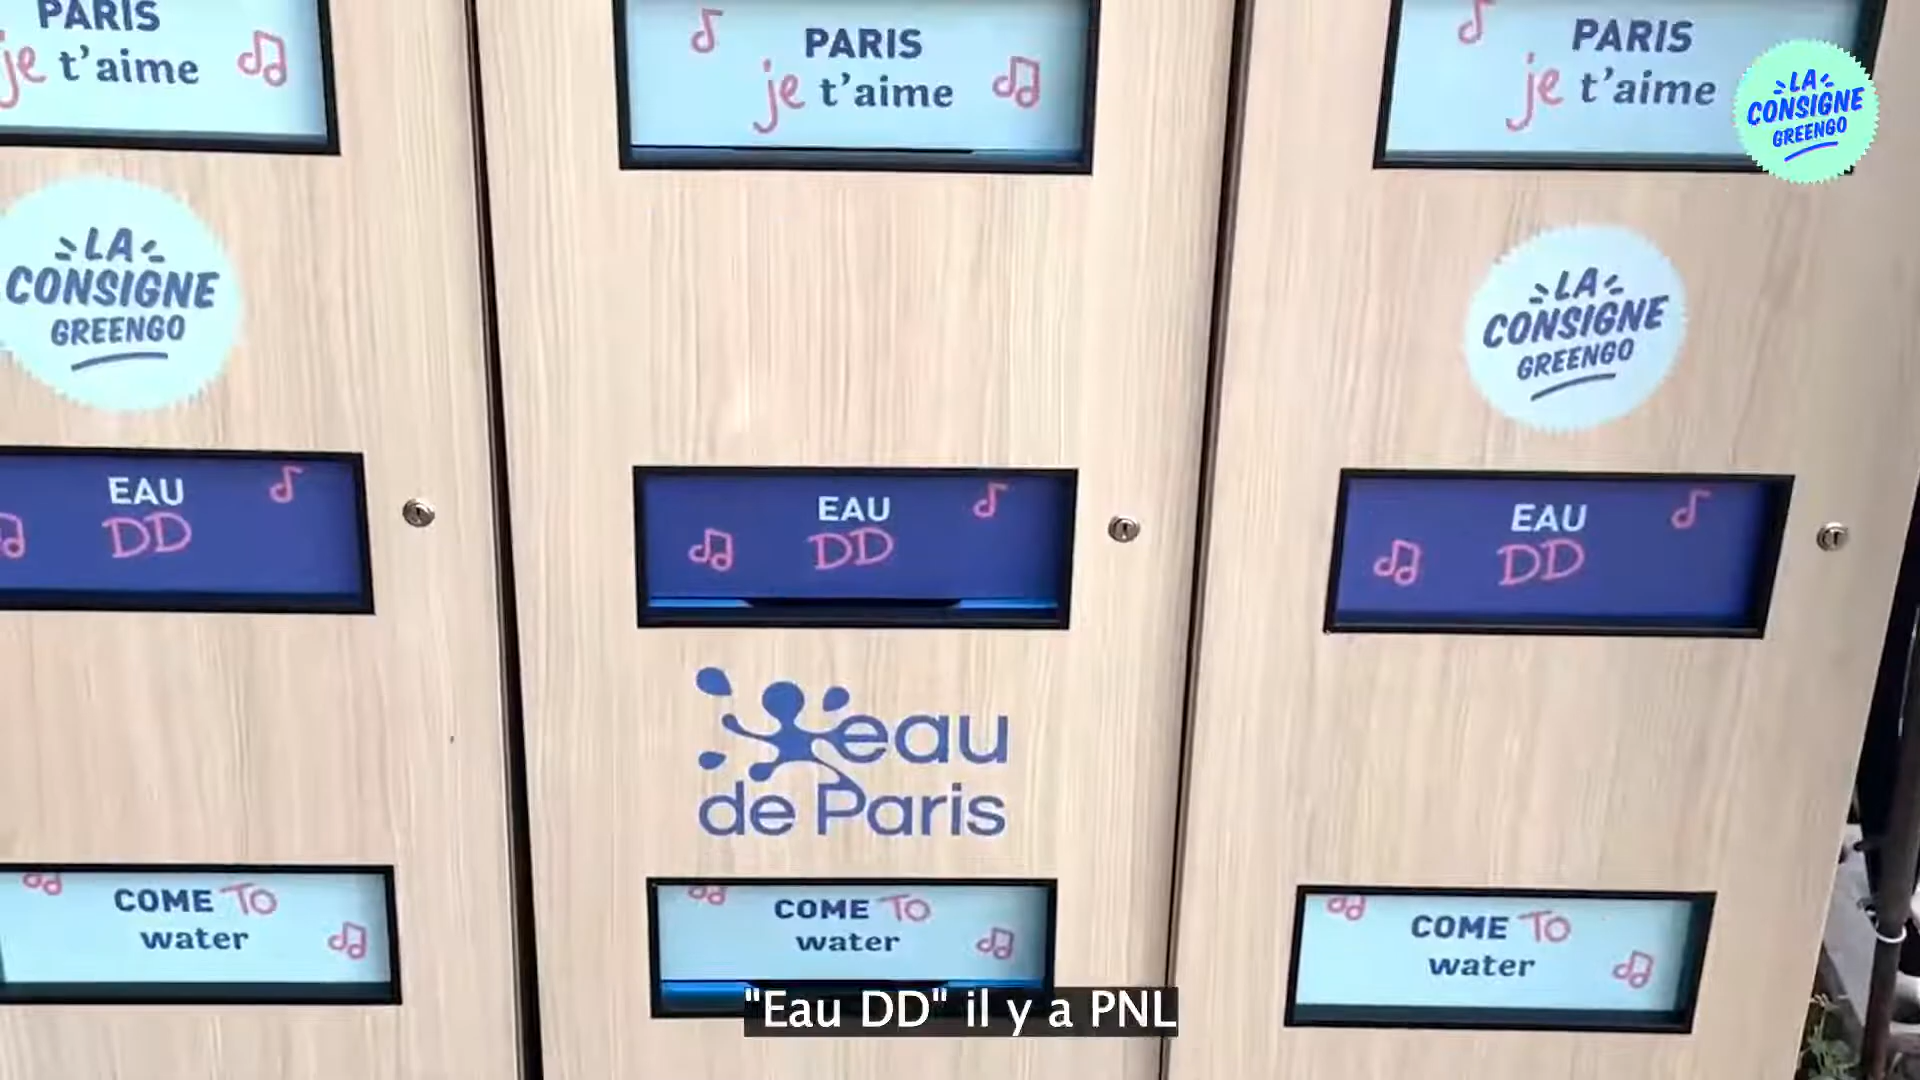 PARIS
je t'aime
PARIS
je t'aime
PARIS
je t'aime
LA
CONSIGNE
GREENGO
LA
CONSIGNE
GREENGO
LA
CONSIGNE
GREENGO
EAU
DD
EAU
DD
EAU
DD
eau
de Paris
COME TO
water
COME TO
water
COME TO
water
"Eau DD" il y a PNL